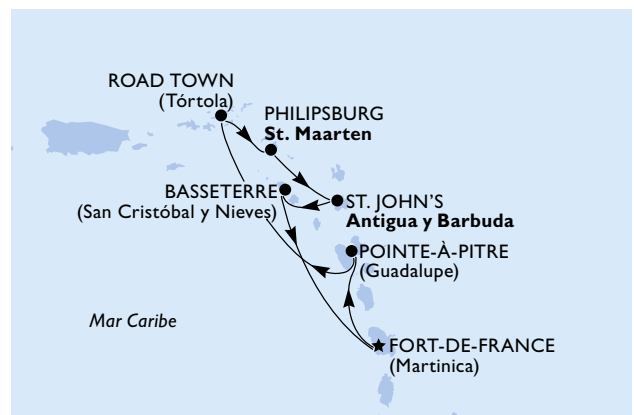 ROAD TOWN
(Tórtola)
PHILIPSBURG
St. Maarten
BASSETERRE
(San Cristóbal y Nieves)
ST. JOHN'S
Antigua y Barbuda
POINTE-À-PITRE
(Guadalupe)
Mar Caribe
FORT-DE-FRANCE
(Martinica)